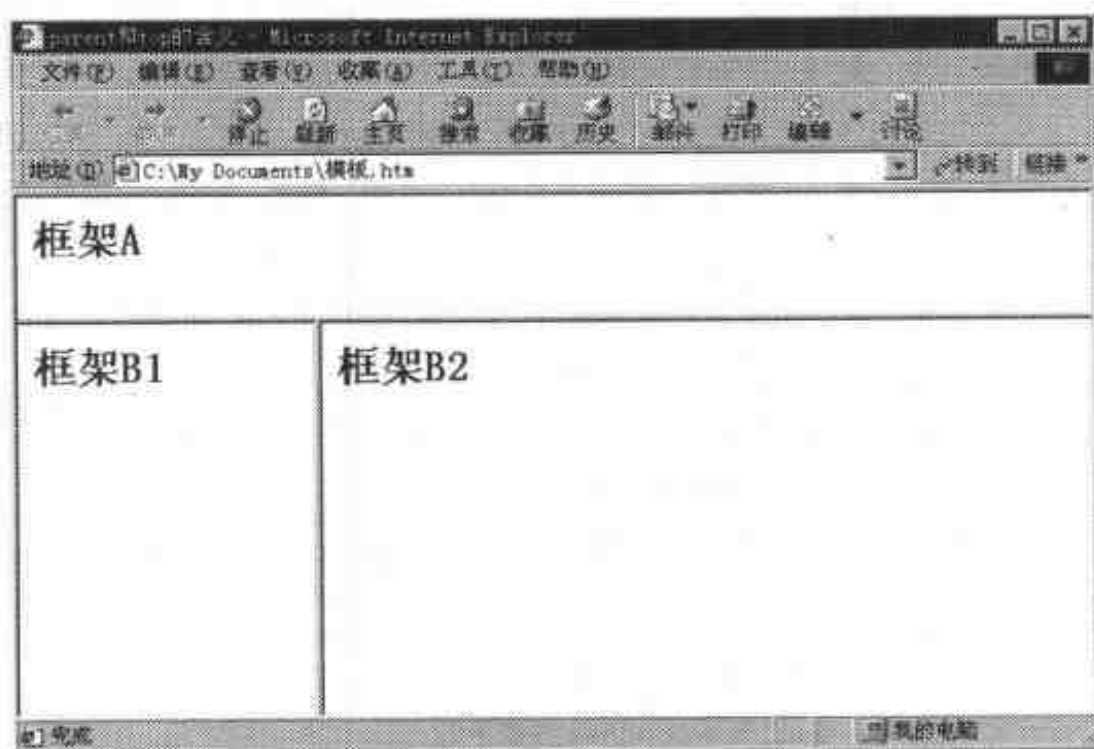 parent和top的含义 - Microsoft Internet Explorer
文件(F) 编辑(E) 查看(V) 收藏(A) 工具(T) 帮助(H)
停止 刷新 主页 搜索 收藏 历史 邮件 打印 编辑 讨论
地址(D) C:\My Documents\模板.htm 转到 链接 »
框架A
框架B1 框架B2
完成 我的电脑